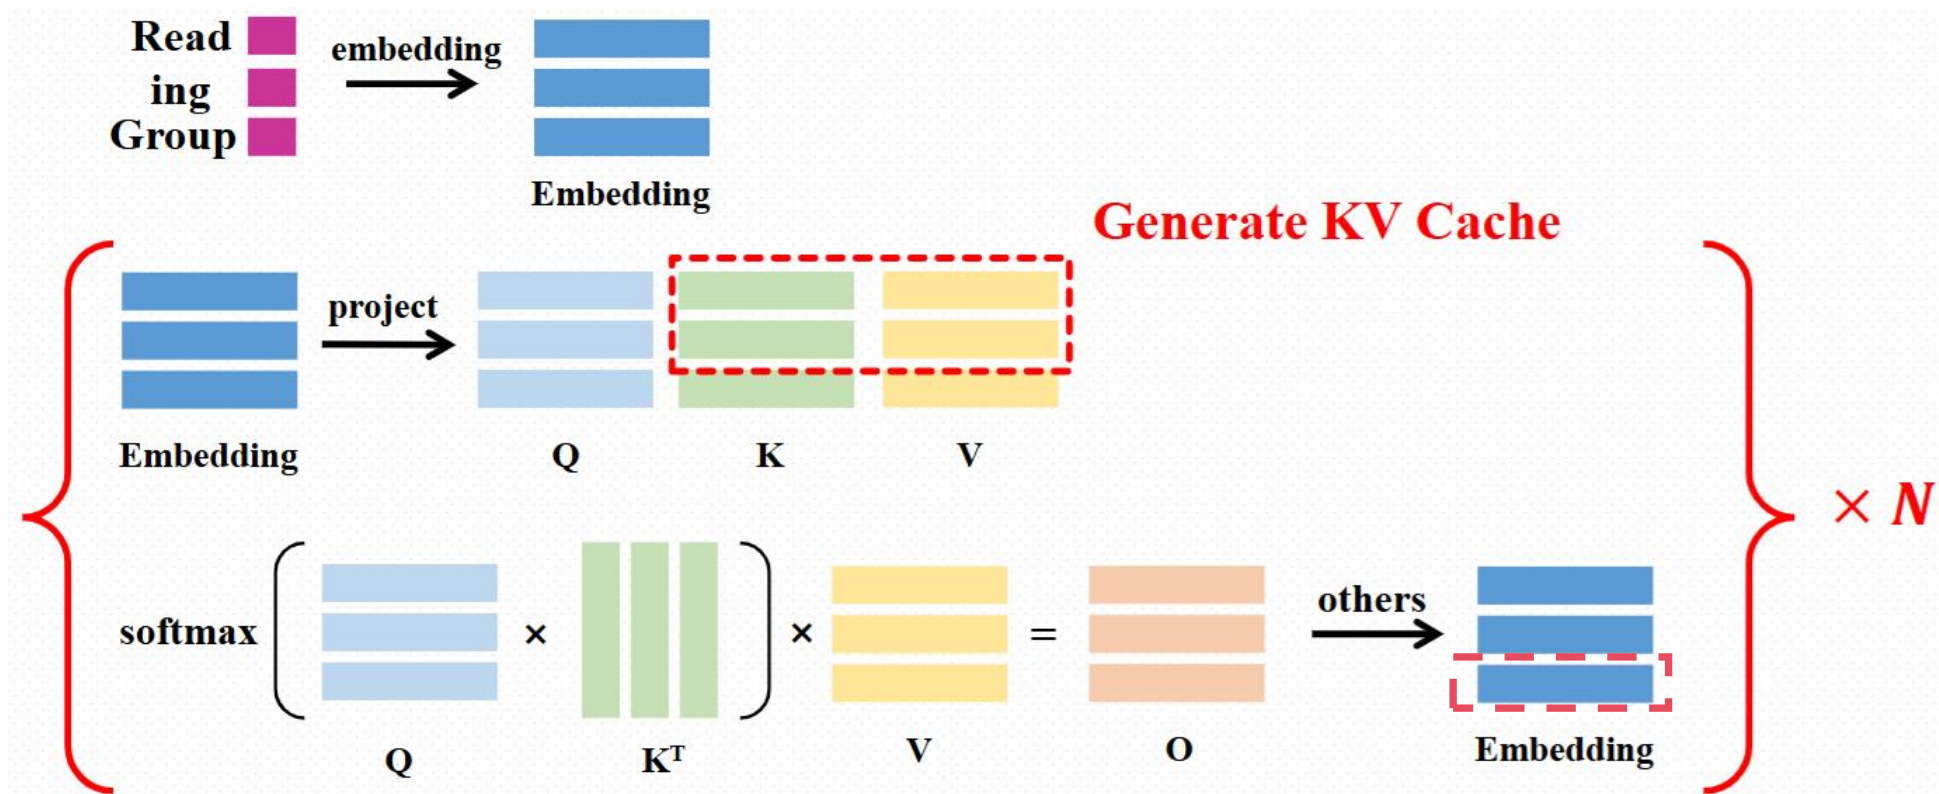 Read
ing
Group
embedding
Embedding
Generate KV Cache
project
Embedding
Q
K
V
× N
softmax
×
×
=
others
Q
Kᵀ
V
O
Embedding